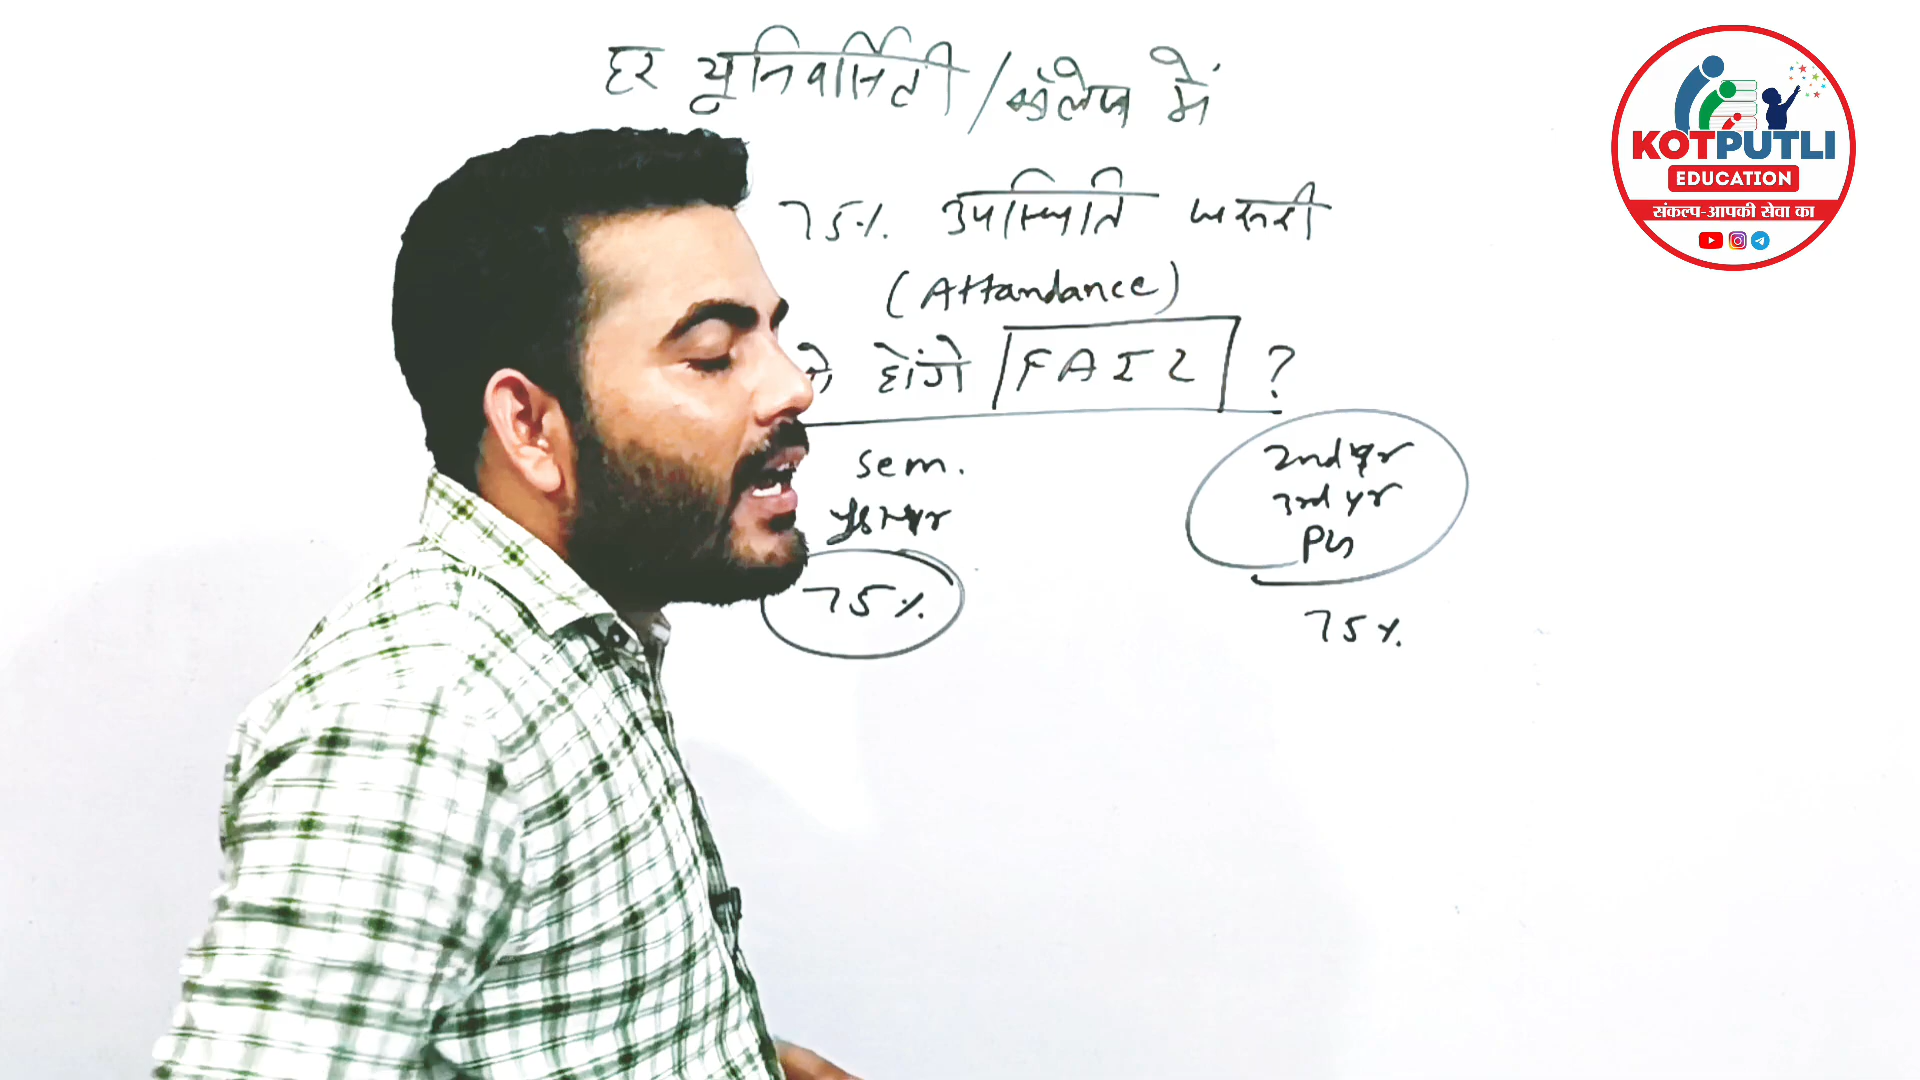 हर यूनिवर्सिटी / कॉलेज में
75% उपस्थिति जरूरी
(Attandance)
होंगे FAIL ?
sem.
75%
2nd yr
3rd yr
PG
75%
KOTPUTLI
EDUCATION
संकल्प-आपकी सेवा का